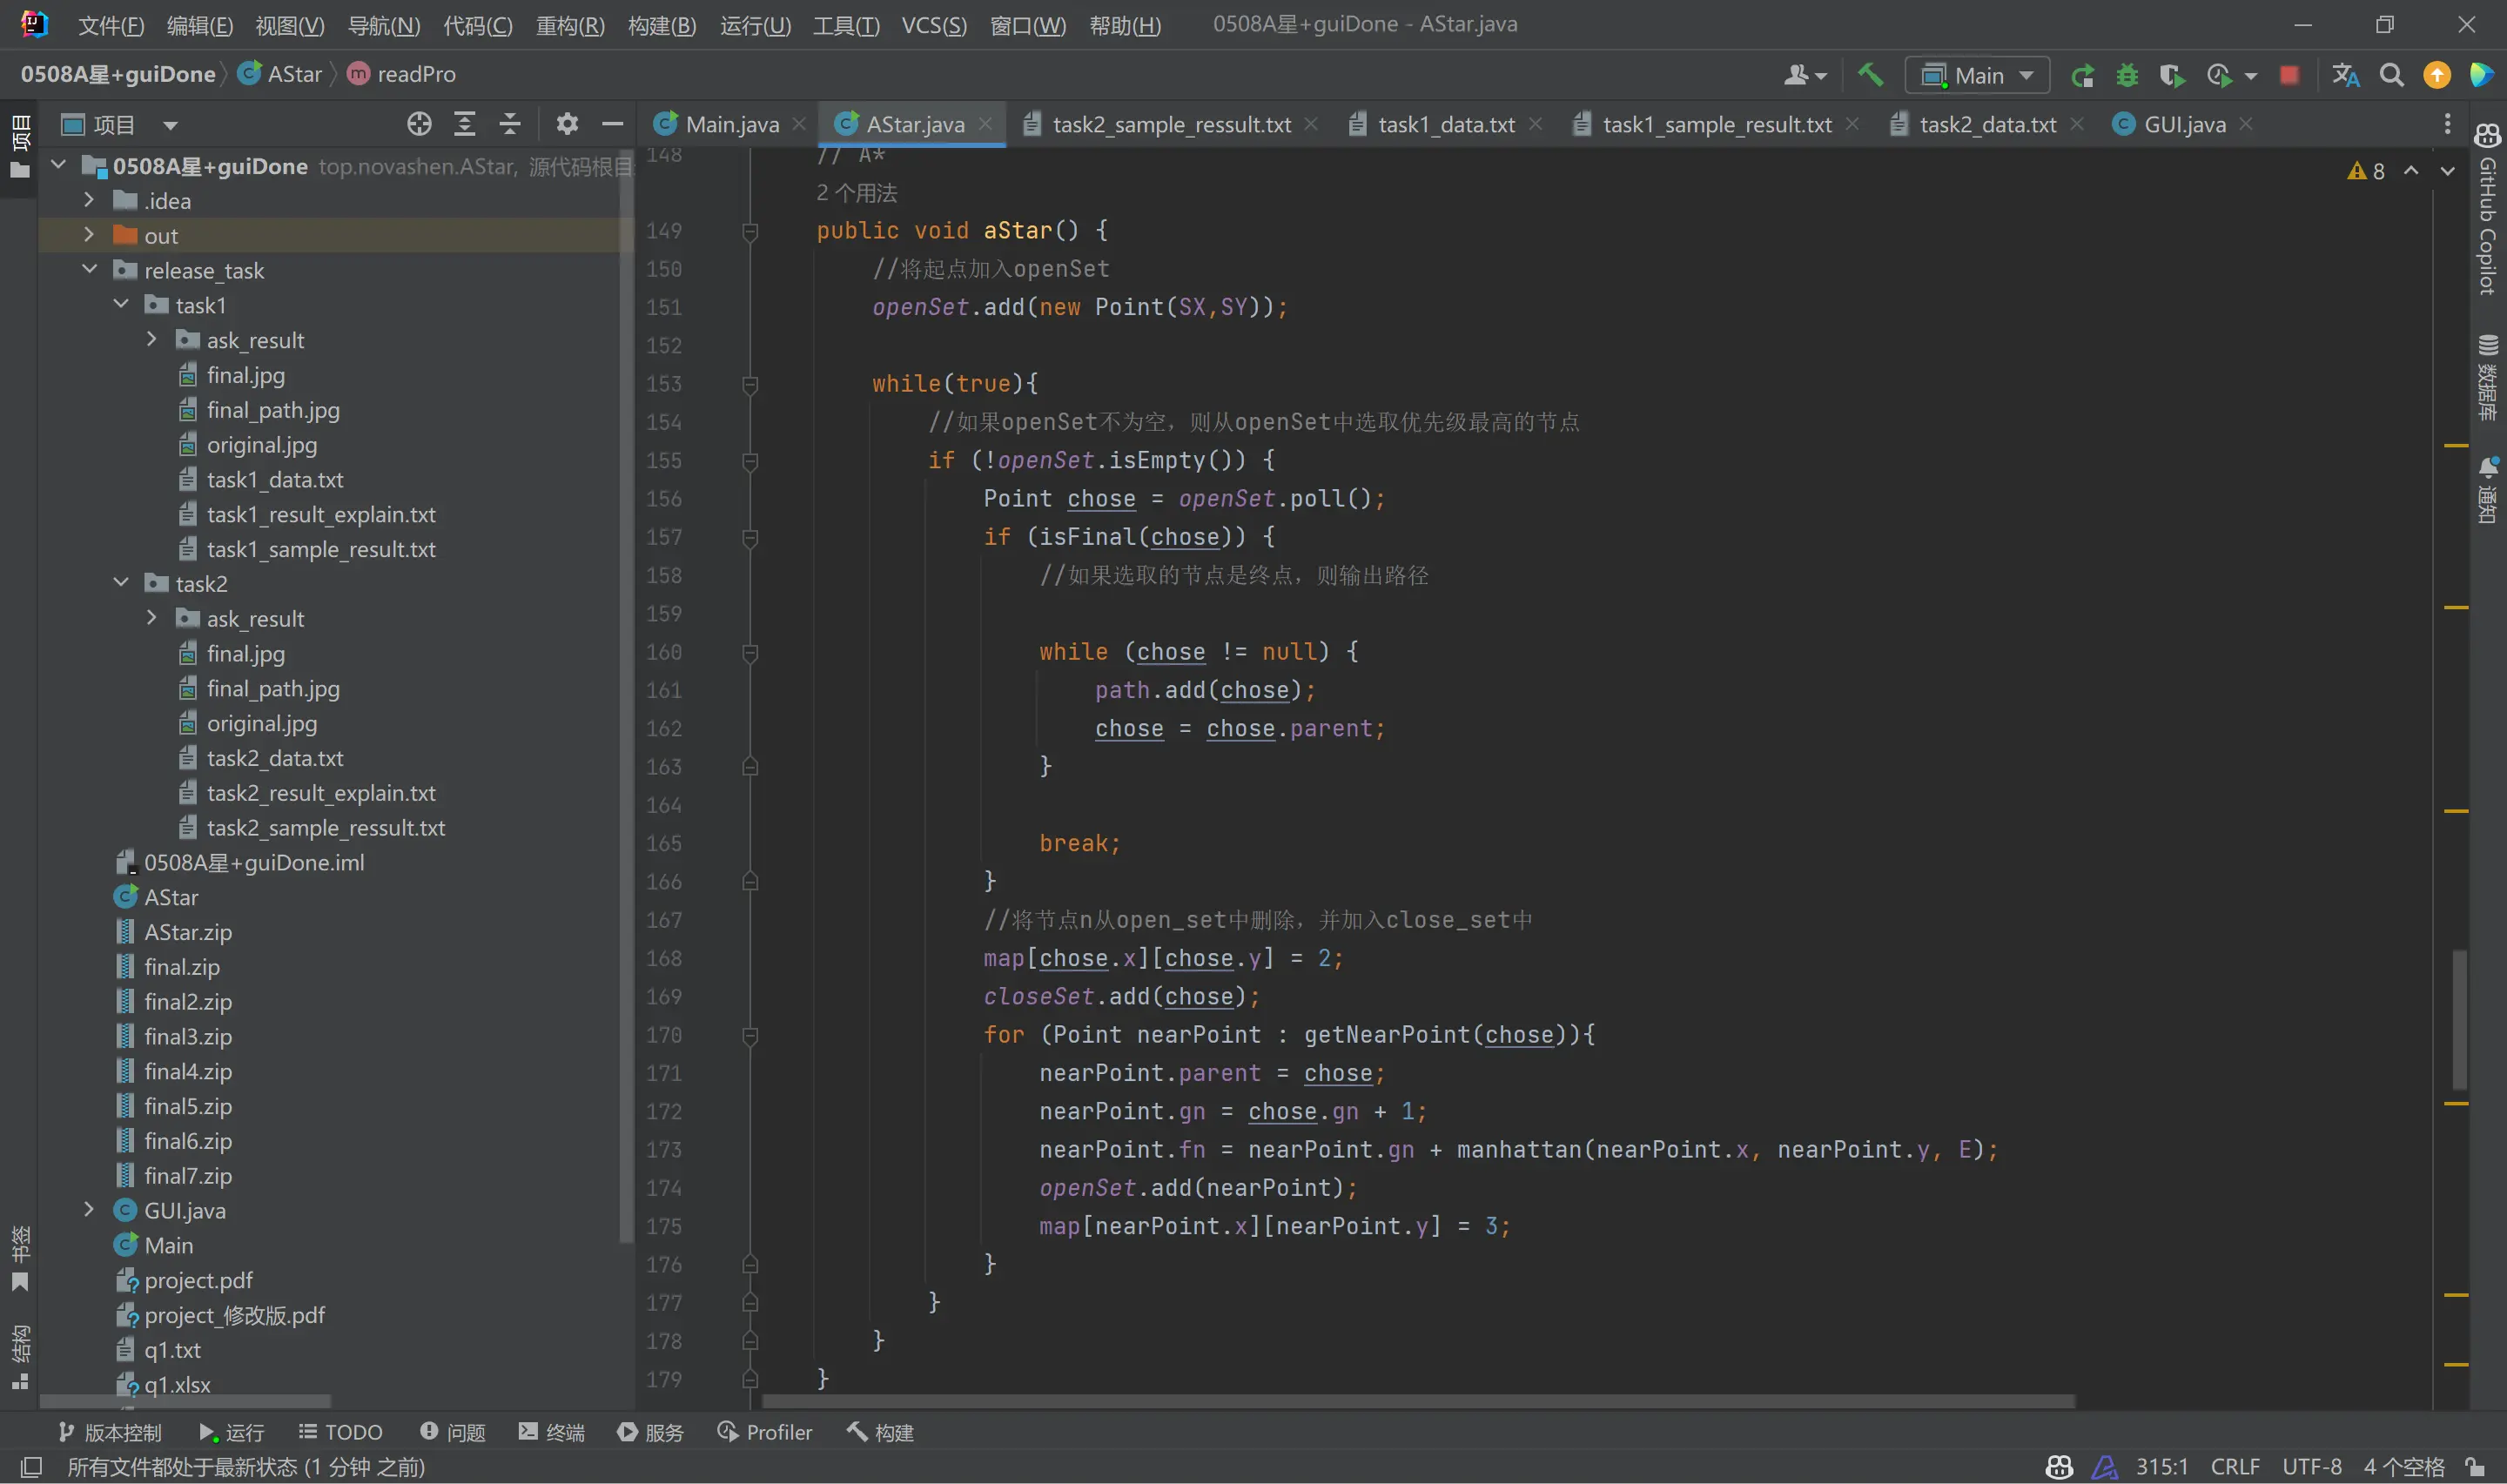 文件(F) 编辑(E) 视图(V) 导航(N) 代码(C) 重构(R) 构建(B) 运行(U) 工具(T) VCS(S) 窗口(W) 帮助(H) 0508A星+guiDone - AStar.java
0508A星+guiDone AStar readPro Main
项目
项目
Main.java AStar.java task2_sample_ressult.txt task1_data.txt task1_sample_result.txt task2_data.txt GUI.java
0508A星+guiDone top.novashen.AStar, 源代码根目
.idea
out
release_task
task1
ask_result
final.jpg
final_path.jpg
original.jpg
task1_data.txt
task1_result_explain.txt
task1_sample_result.txt
task2
ask_result
final.jpg
final_path.jpg
original.jpg
task2_data.txt
task2_result_explain.txt
task2_sample_ressult.txt
0508A星+guiDone.iml
AStar
AStar.zip
final.zip
final2.zip
final3.zip
final4.zip
final5.zip
final6.zip
final7.zip
GUI.java
Main
project.pdf
project_修改版.pdf
q1.txt
q1.xlsx
书签
结构
148 // A*
2 个用法
149 public void aStar() {
150 //将起点加入openSet
151 openSet.add(new Point(SX,SY));
152
153 while(true){
154 //如果openSet不为空，则从openSet中选取优先级最高的节点
155 if (!openSet.isEmpty()) {
156 Point chose = openSet.poll();
157 if (isFinal(chose)) {
158 //如果选取的节点是终点，则输出路径
159
160 while (chose != null) {
161 path.add(chose);
162 chose = chose.parent;
163 }
164
165 break;
166 }
167 //将节点n从open_set中删除，并加入close_set中
168 map[chose.x][chose.y] = 2;
169 closeSet.add(chose);
170 for (Point nearPoint : getNearPoint(chose)){
171 nearPoint.parent = chose;
172 nearPoint.gn = chose.gn + 1;
173 nearPoint.fn = nearPoint.gn + manhattan(nearPoint.x, nearPoint.y, E);
174 openSet.add(nearPoint);
175 map[nearPoint.x][nearPoint.y] = 3;
176 }
177 }
178 }
179 }
8
GitHub Copilot
数据库
通知
版本控制 运行 TODO 问题 终端 服务 Profiler 构建
所有文件都处于最新状态 (1 分钟 之前) 315:1 CRLF UTF-8 4 个空格